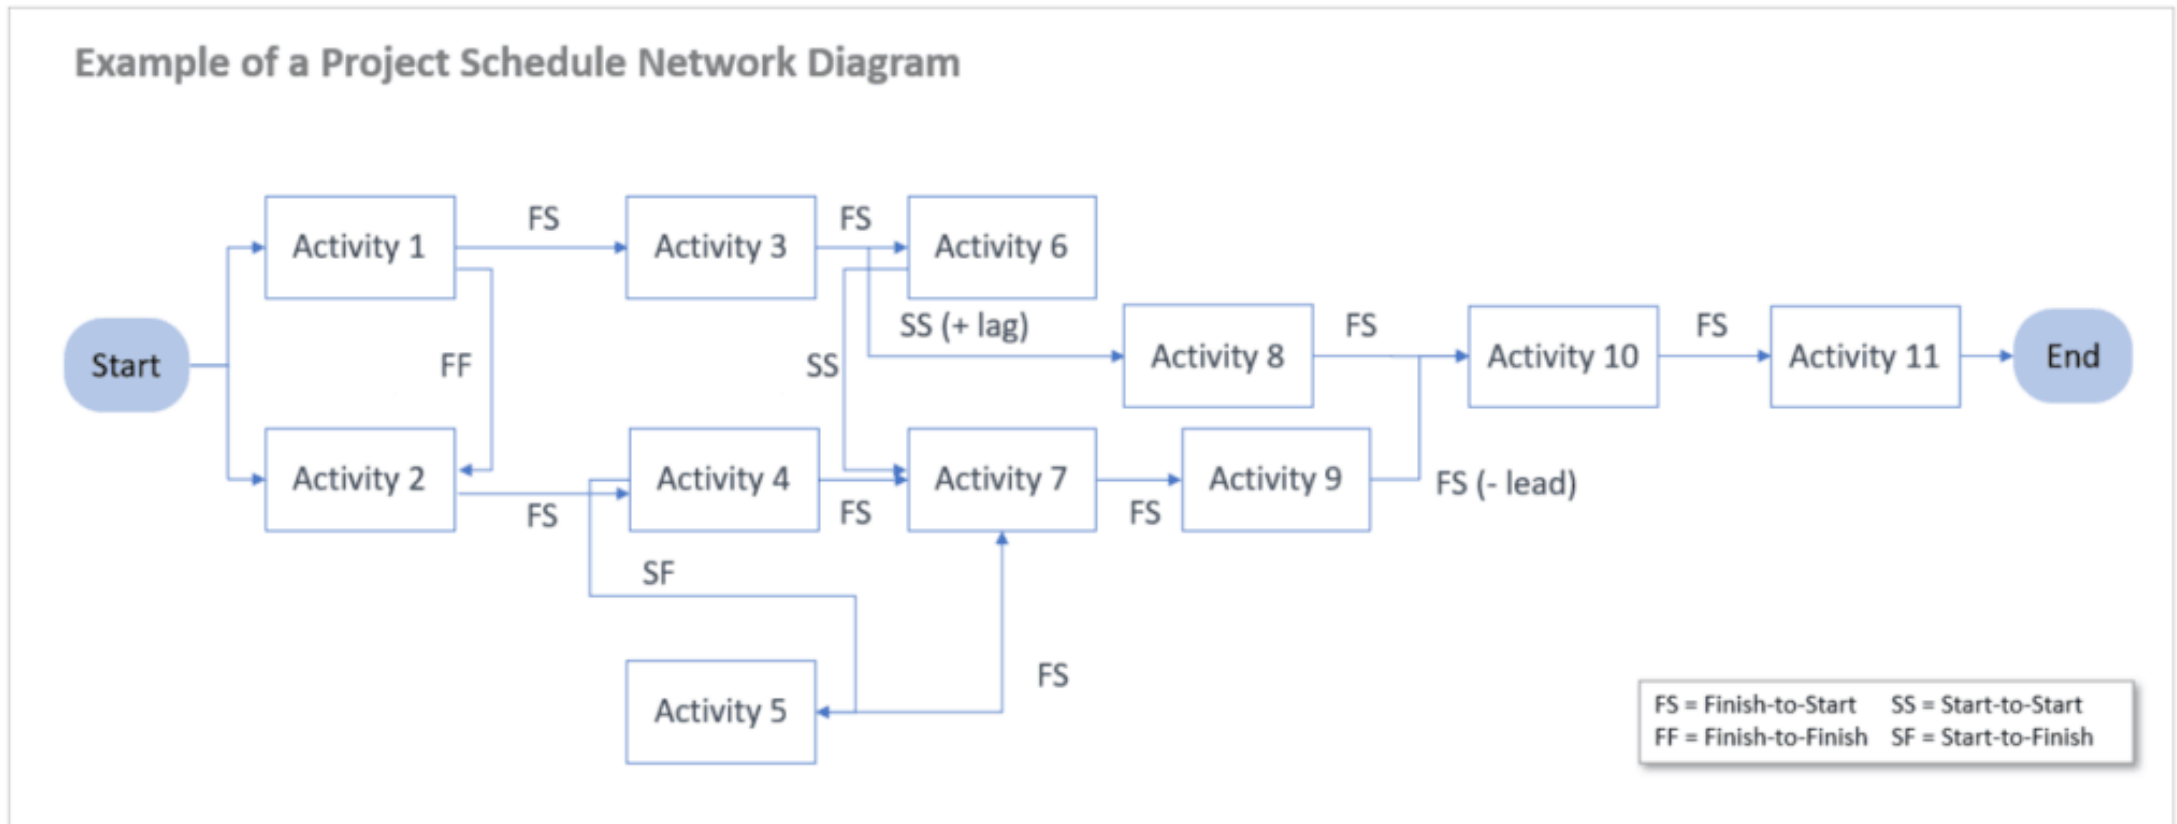 Example of a Project Schedule Network Diagram
FS
FS
Activity 1
Activity 3
Activity 6
SS (+ lag)
FS
FS
Start
FF
SS
Activity 8
Activity 10
Activity 11
End
Activity 2
Activity 4
Activity 7
Activity 9
FS (- lead)
FS
FS
FS
SF
FS
Activity 5
FS = Finish-to-Start SS = Start-to-Start
FF = Finish-to-Finish SF = Start-to-Finish